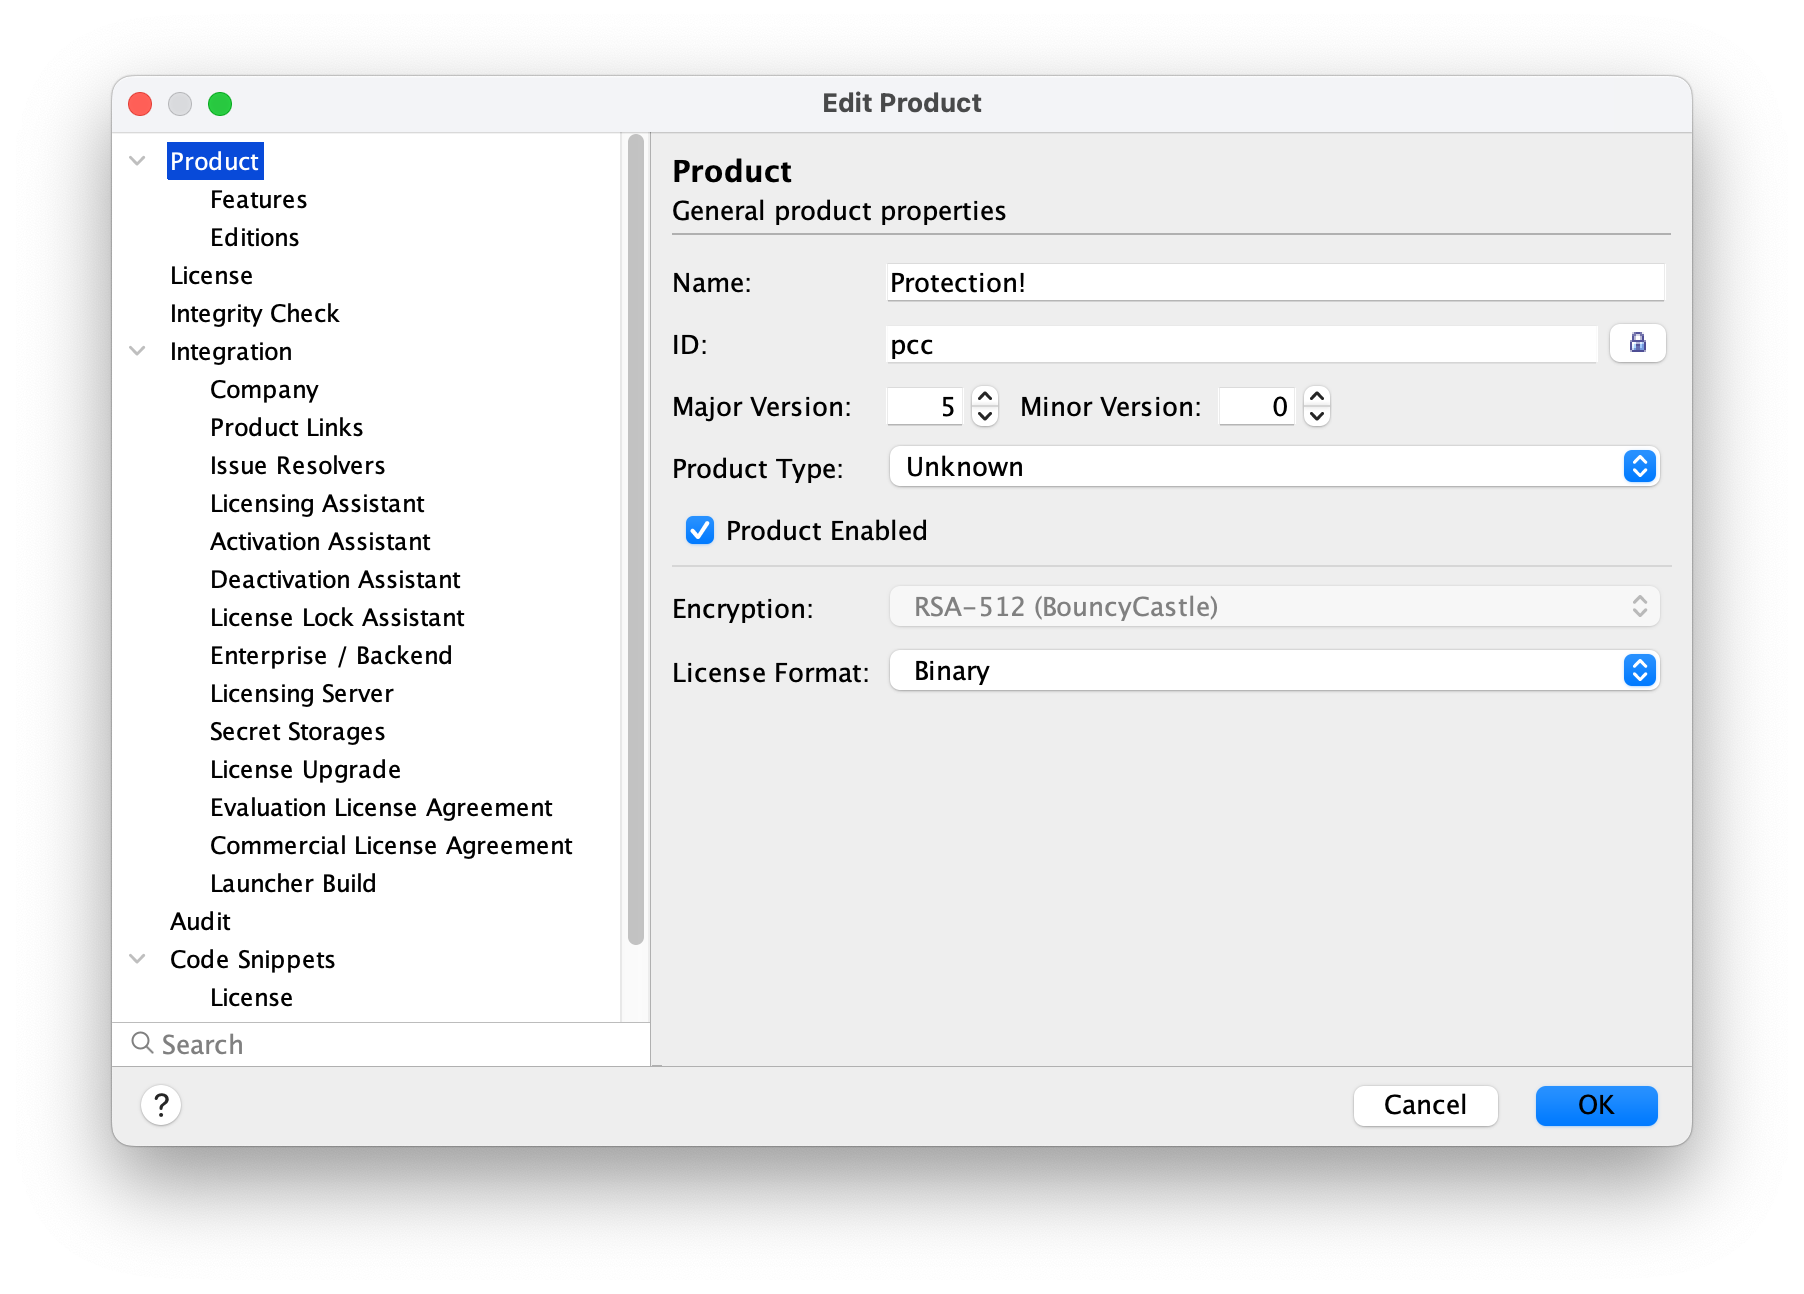 Edit Product
Product
Features
Editions
License
Integrity Check
Integration
Company
Product Links
Issue Resolvers
Licensing Assistant
Activation Assistant
Deactivation Assistant
License Lock Assistant
Enterprise / Backend
Licensing Server
Secret Storages
License Upgrade
Evaluation License Agreement
Commercial License Agreement
Launcher Build
Audit
Code Snippets
License
Search
Product
General product properties
Name: Protection!
ID: pcc
Major Version: 5 Minor Version: 0
Product Type: Unknown
Product Enabled
Encryption: RSA-512 (BouncyCastle)
License Format: Binary
? Cancel OK